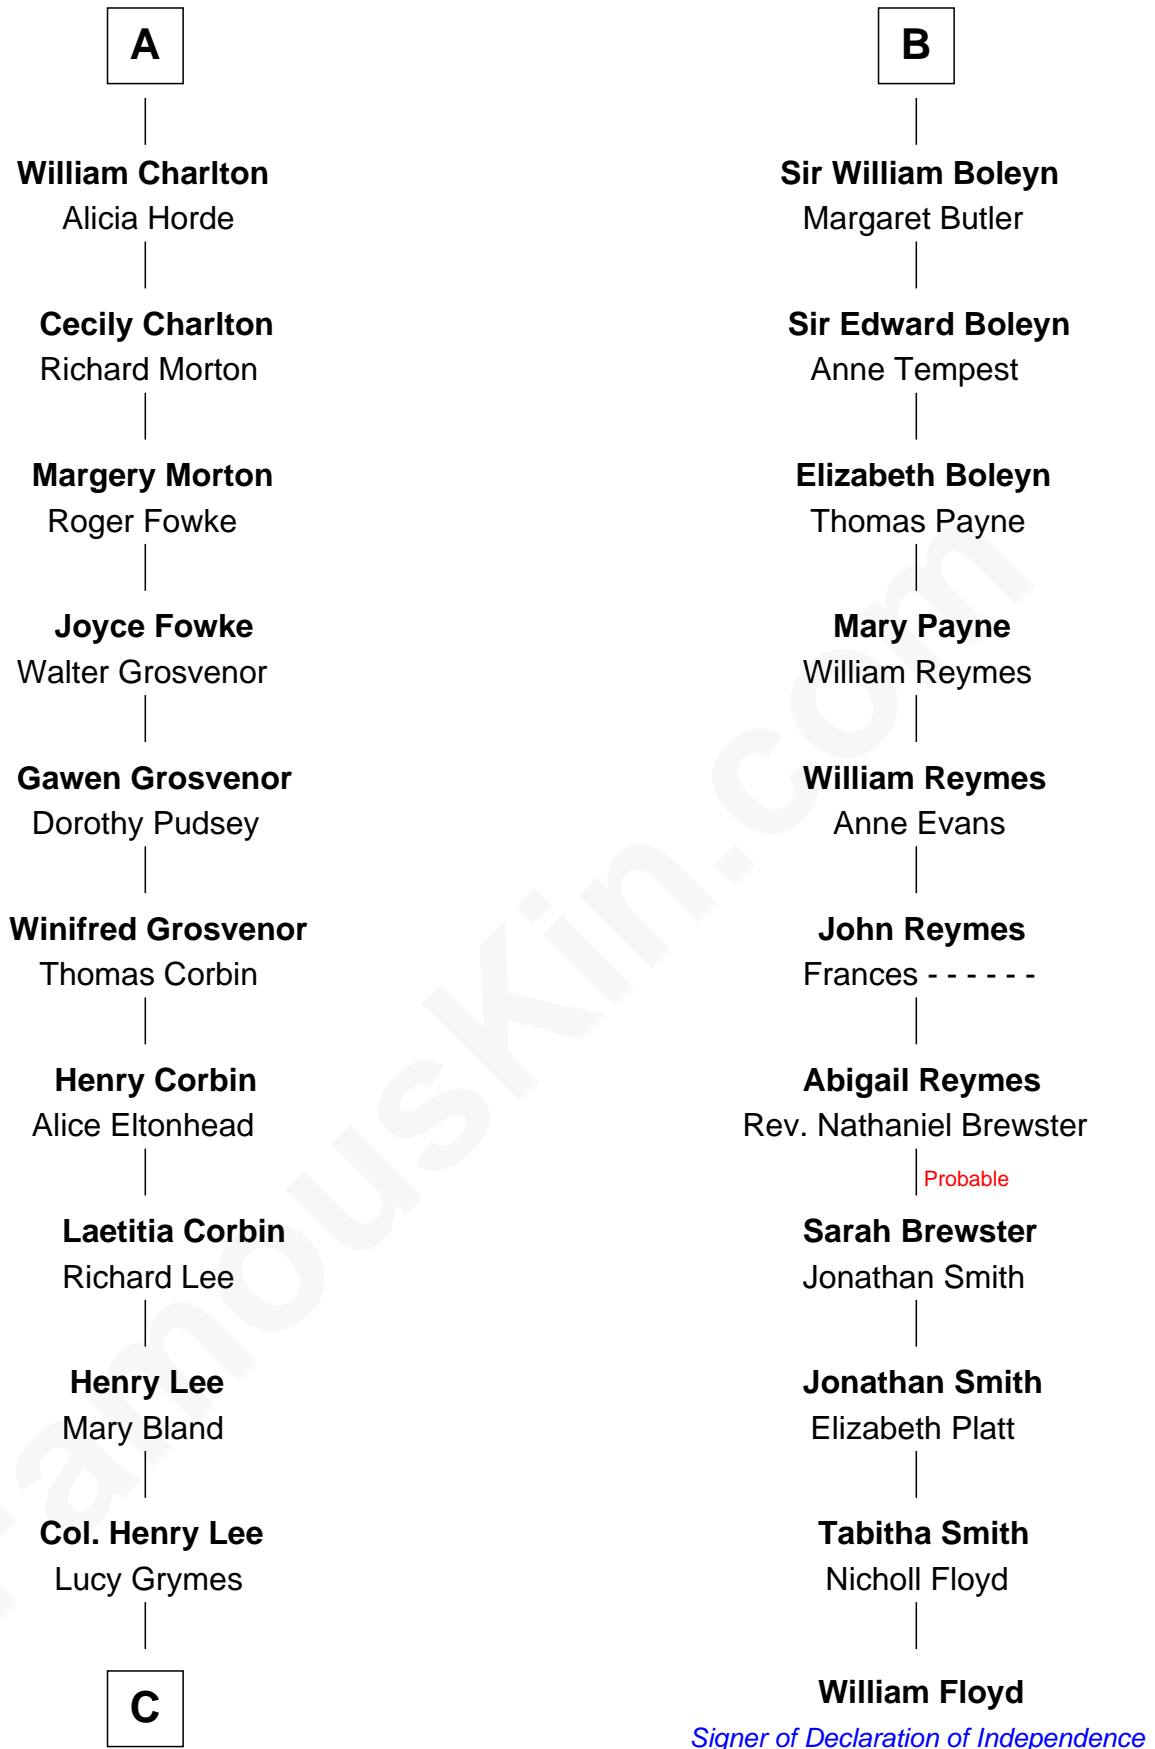 A
William Charlton
Alicia Horde
Cecily Charlton
Richard Morton
Margery Morton
Roger Fowke
Joyce Fowke
Walter Grosvenor
Gawen Grosvenor
Dorothy Pudsey
Winifred Grosvenor
Thomas Corbin
Henry Corbin
Alice Eltonhead
Laetitia Corbin
Richard Lee
Henry Lee
Mary Bland
Col. Henry Lee
Lucy Grymes
C
B
Sir William Boleyn
Margaret Butler
Sir Edward Boleyn
Anne Tempest
Elizabeth Boleyn
Thomas Payne
Mary Payne
William Reymes
William Reymes
Anne Evans
John Reymes
Frances - - - - - -
Abigail Reymes
Rev. Nathaniel Brewster
Probable
Sarah Brewster
Jonathan Smith
Jonathan Smith
Elizabeth Platt
Tabitha Smith
Nicholl Floyd
William Floyd
Signer of Declaration of Independence
FamousKin.com